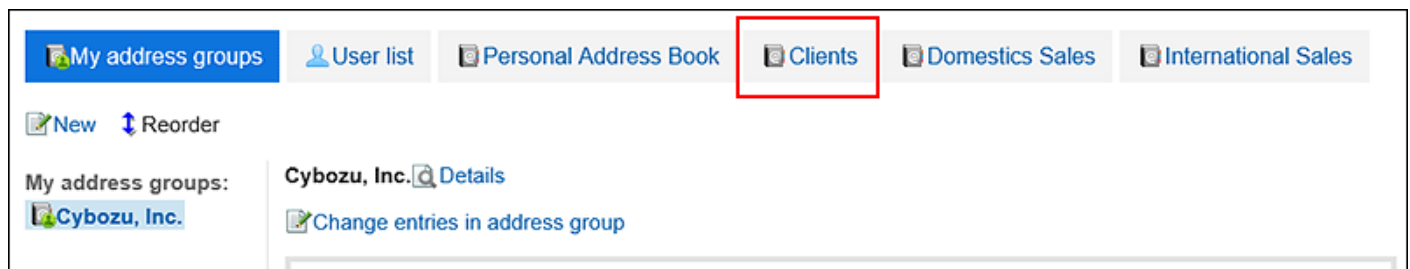 My address groups User list Personal Address Book Clients Domestics Sales International Sales
New Reorder
My address groups:
Cybozu, Inc.
Cybozu, Inc. Details
Change entries in address group